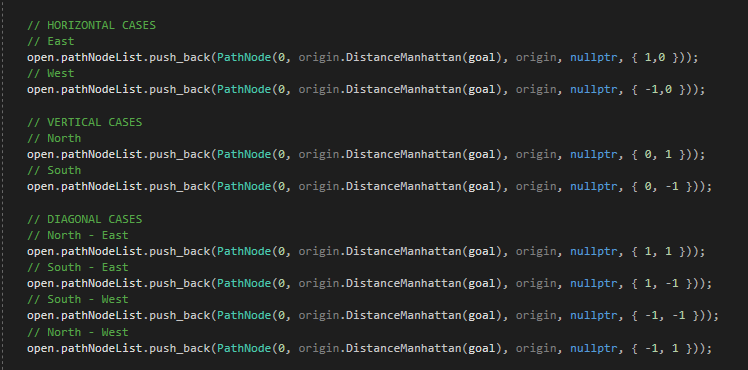 // HORIZONTAL CASES
// East
open.pathNodeList.push_back(PathNode(0, origin.DistanceManhattan(goal), origin, nullptr, { 1,0 }));
// West
open.pathNodeList.push_back(PathNode(0, origin.DistanceManhattan(goal), origin, nullptr, { -1,0 }));
// VERTICAL CASES
// North
open.pathNodeList.push_back(PathNode(0, origin.DistanceManhattan(goal), origin, nullptr, { 0, 1 }));
// South
open.pathNodeList.push_back(PathNode(0, origin.DistanceManhattan(goal), origin, nullptr, { 0, -1 }));
// DIAGONAL CASES
// North - East
open.pathNodeList.push_back(PathNode(0, origin.DistanceManhattan(goal), origin, nullptr, { 1, 1 }));
// South - East
open.pathNodeList.push_back(PathNode(0, origin.DistanceManhattan(goal), origin, nullptr, { 1, -1 }));
// South - West
open.pathNodeList.push_back(PathNode(0, origin.DistanceManhattan(goal), origin, nullptr, { -1, -1 }));
// North - West
open.pathNodeList.push_back(PathNode(0, origin.DistanceManhattan(goal), origin, nullptr, { -1, 1 }));